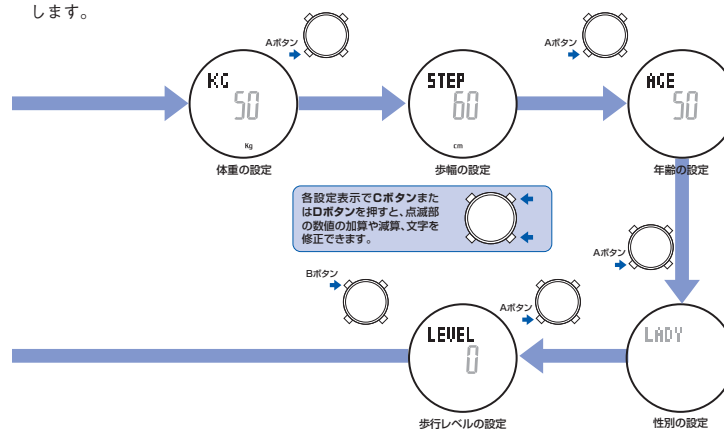 します。
Aボタン
Aボタン
KG
50
Kg
STEP
60
cm
AGE
50
体重の設定
歩幅の設定
年齢の設定
各設定表示でCボタンまた
はDボタンを押すと、点滅部
の数値の加算や減算、文字を
修正できます。
Aボタン
Bボタン
Aボタン
LEVEL
0
LADY
歩行レベルの設定
性別の設定